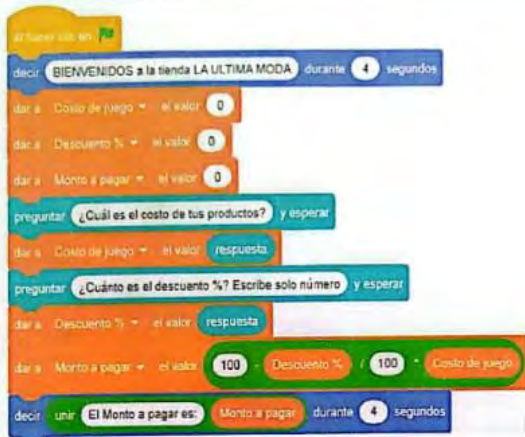 al hacer clic en
decir BIENVENIDOS a la tienda LA ULTIMA MODA durante 4 segundos
dar a Costo de juego el valor 0
dar a Descuento % el valor 0
dar a Monto a pagar el valor 0
preguntar ¿Cuál es el costo de tus productos? y esperar
dar a Costo de juego el valor respuesta
preguntar ¿Cuánto es el descuento %? Escribe solo número y esperar
dar a Descuento % el valor respuesta
dar a Monto a pagar el valor 100 - Descuento % / 100 * Costo de juego
decir unir El Monto a pagar es: Monto a pagar durante 4 segundos